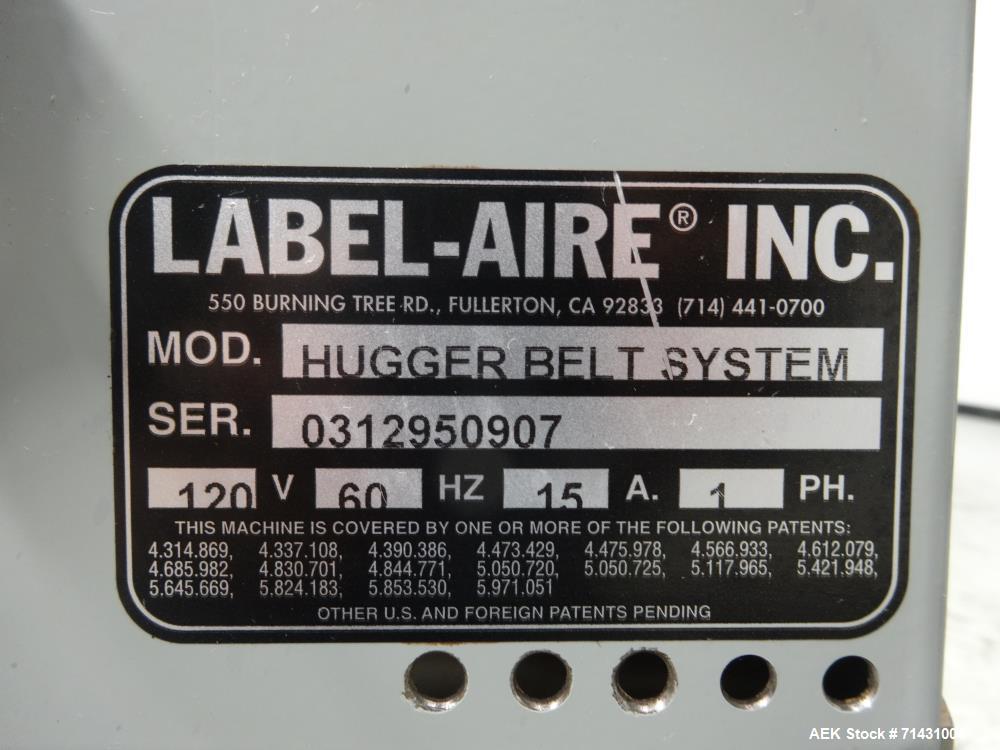 LABEL-AIRE® INC.
550 BURNING TREE RD., FULLERTON, CA 92833 (714) 441-0700
MOD. HUGGER BELT SYSTEM
SER. 0312950907
120 V 60 HZ 15 A. 1 PH.
THIS MACHINE IS COVERED BY ONE OR MORE OF THE FOLLOWING PATENTS:
4.314.869, 4.337.108, 4.390.386, 4.473.429, 4.475.978, 4.566.933, 4.612.079,
4.685.982, 4.830.701, 4.844.771, 5.050.720, 5.050.725, 5.117.965, 5.421.948,
5.645.669, 5.824.183, 5.853.530, 5.971.051
OTHER U.S. AND FOREIGN PATENTS PENDING
AEK Stock # 7143100